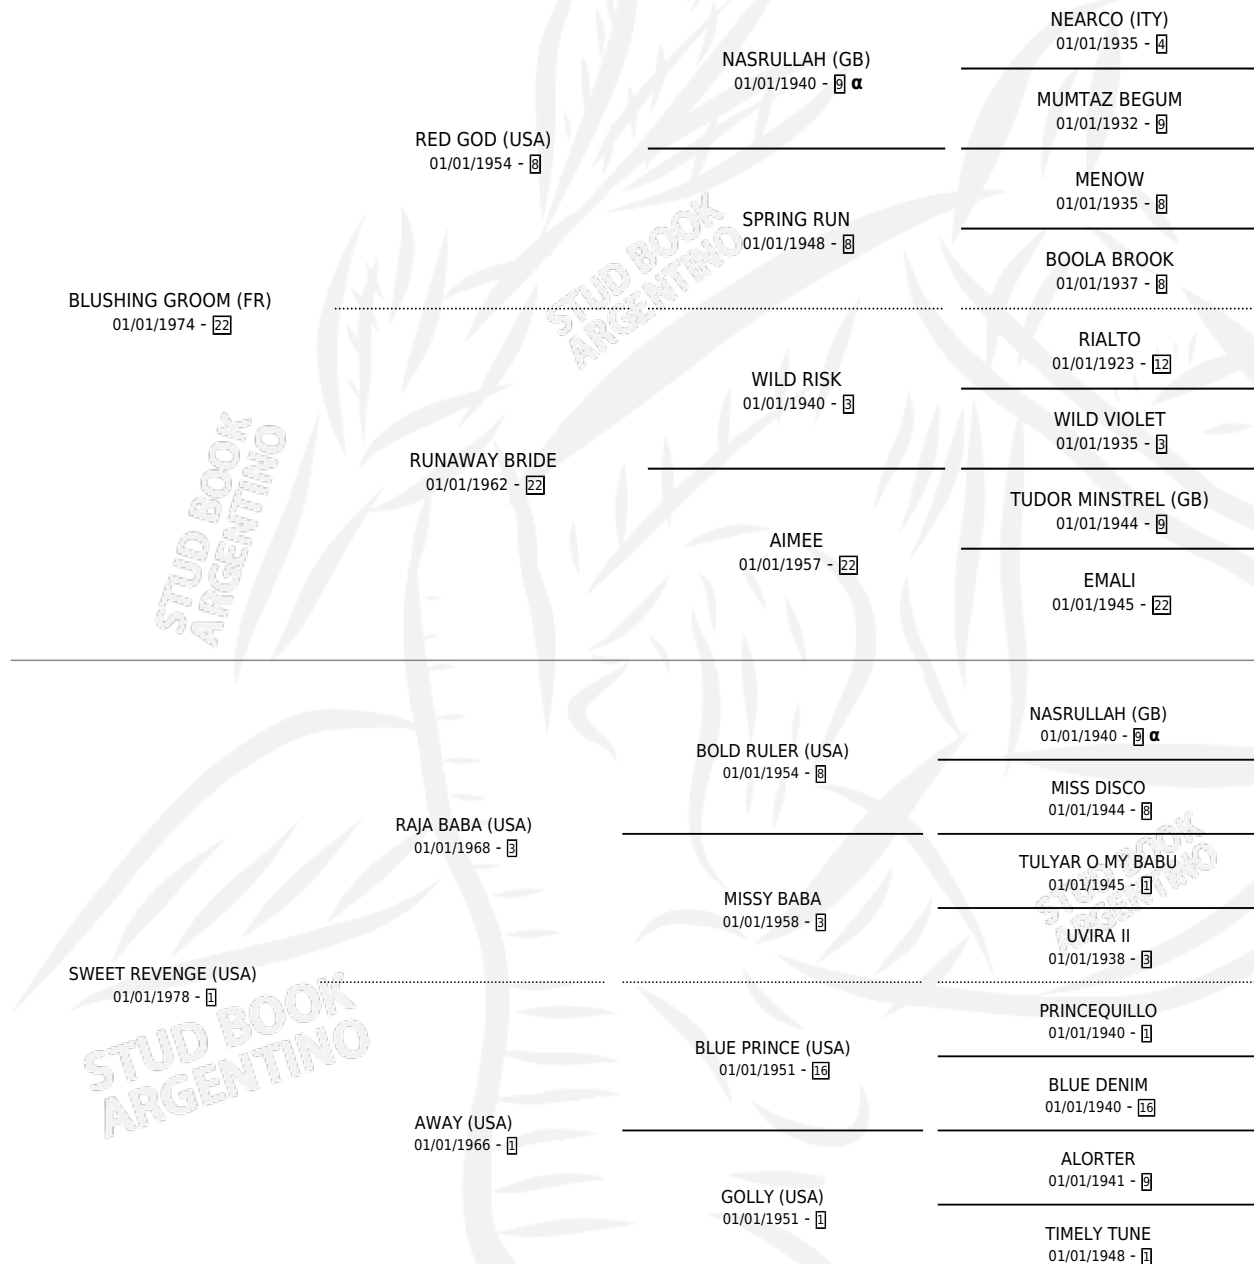 NEARCO (ITY)
01/01/1935 - 4
NASRULLAH (GB)
01/01/1940 - 9 α
MUMTAZ BEGUM
01/01/1932 - 9
RED GOD (USA)
01/01/1954 - 8
MENOW
01/01/1935 - 8
SPRING RUN
01/01/1948 - 8
BOOLA BROOK
01/01/1937 - 8
BLUSHING GROOM (FR)
01/01/1974 - 22
RIALTO
01/01/1923 - 12
WILD RISK
01/01/1940 - 3
WILD VIOLET
01/01/1935 - 3
RUNAWAY BRIDE
01/01/1962 - 22
TUDOR MINSTREL (GB)
01/01/1944 - 9
AIMEE
01/01/1957 - 22
EMALI
01/01/1945 - 22
NASRULLAH (GB)
01/01/1940 - 9 α
BOLD RULER (USA)
01/01/1954 - 8
MISS DISCO
01/01/1944 - 8
RAJA BABA (USA)
01/01/1968 - 3
TULYAR O MY BABU
01/01/1945 - 1
MISSY BABA
01/01/1958 - 3
UVIRA II
01/01/1938 - 3
SWEET REVENGE (USA)
01/01/1978 - 1
PRINCEQUILLO
01/01/1940 - 1
BLUE PRINCE (USA)
01/01/1951 - 16
BLUE DENIM
01/01/1940 - 16
AWAY (USA)
01/01/1966 - 1
ALORTER
01/01/1941 - 9
GOLLY (USA)
01/01/1951 - 1
TIMELY TUNE
01/01/1948 - 1
STUD BOOK
ARGENTINO
STUD BOOK
ARGENTINO
STUD BOOK
ARGENTINO
STUD BOOK
ARGENTINO